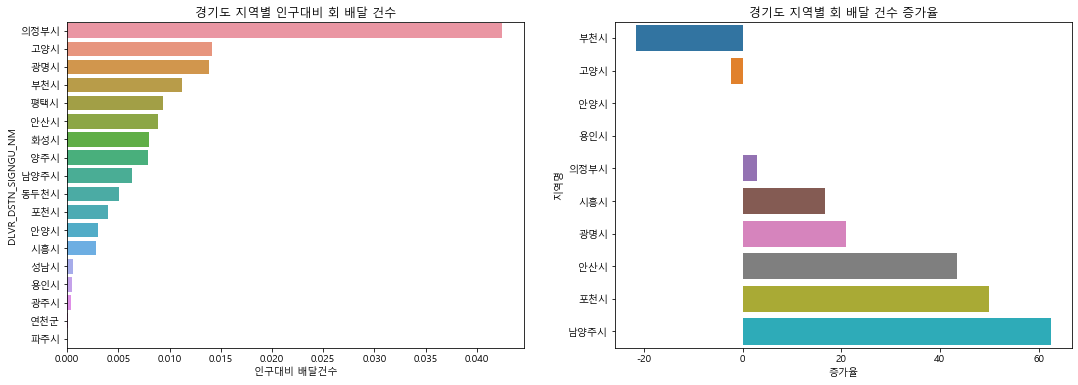 경기도 지역별 인구대비 회 배달 건수
DLVR_DSTN_SIGNGU_NM
의정부시
고양시
광명시
부천시
평택시
안산시
화성시
양주시
남양주시
동두천시
포천시
안양시
시흥시
성남시
용인시
광주시
연천군
파주시
0.000 0.005 0.010 0.015 0.020 0.025 0.030 0.035 0.040
인구대비 배달건수
경기도 지역별 회 배달 건수 증가율
지역명
부천시
고양시
안양시
용인시
의정부시
시흥시
광명시
안산시
포천시
남양주시
-20 0 20 40 60
증가율